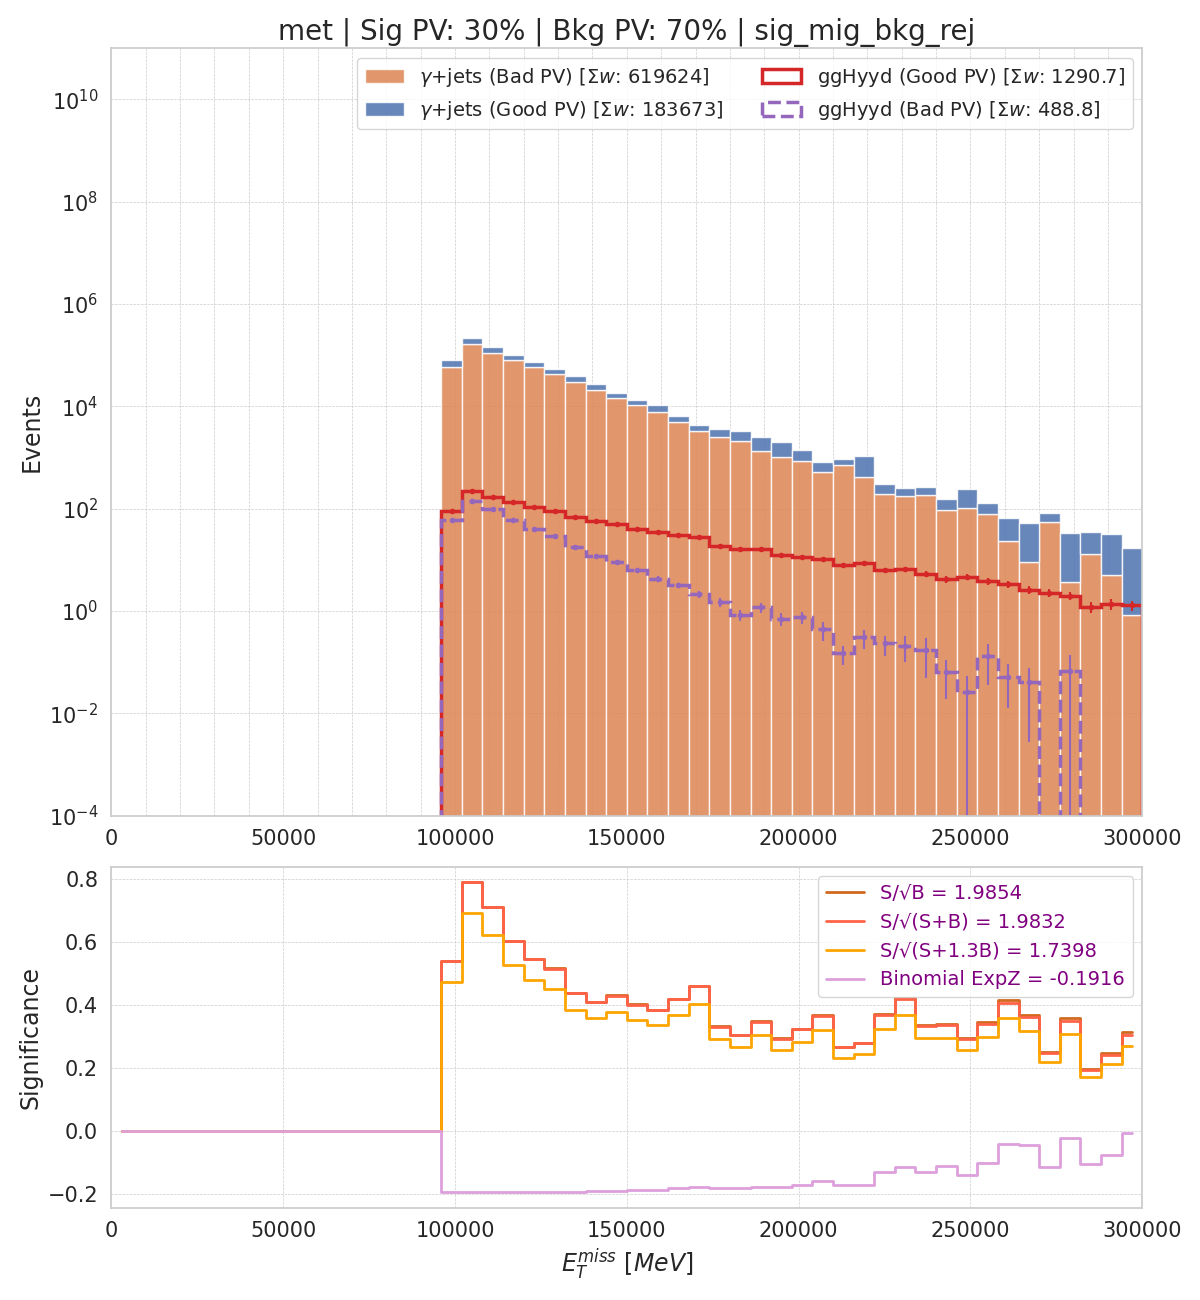 met | Sig PV: 30% | Bkg PV: 70% | sig_mig_bkg_rej
γ+jets (Bad PV) [Σw: 619624]
γ+jets (Good PV) [Σw: 183673]
ggHyyd (Good PV) [Σw: 1290.7]
ggHyyd (Bad PV) [Σw: 488.8]
Events
10^10
10^8
10^6
10^4
10^2
10^0
10^−2
10^−4
0 50000 100000 150000 200000 250000 300000
S/√B = 1.9854
S/√(S+B) = 1.9832
S/√(S+1.3B) = 1.7398
Binomial ExpZ = -0.1916
Significance
0.8
0.6
0.4
0.2
0.0
−0.2
0 50000 100000 150000 200000 250000 300000
E_T^miss [MeV]